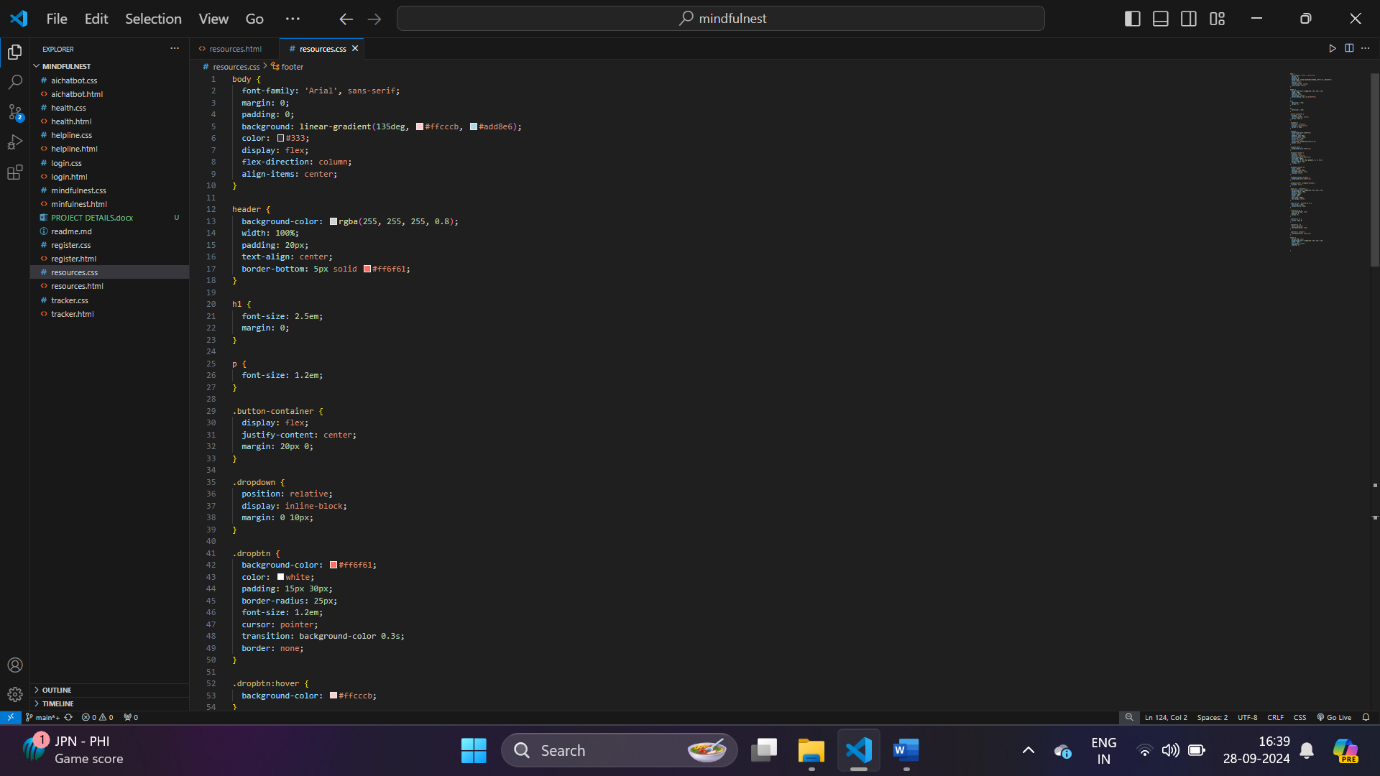 File Edit Selection View Go ··· mindfulnest
EXPLORER ···
MINDFULNEST
# aichatbot.css
<> aichatbot.html
# health.css
<> health.html
# helpline.css
<> helpline.html
# login.css
<> login.html
# mindfulnest.css
<> minfulnest.html
PROJECT DETAILS.docx U
readme.md
# register.css
<> register.html
# resources.css
<> resources.html
# tracker.css
<> tracker.html
OUTLINE
TIMELINE
2
<> resources.html # resources.css
# resources.css > footer
1 body {
2 font-family: 'Arial', sans-serif;
3 margin: 0;
4 padding: 0;
5 background: linear-gradient(135deg, #ffcccb, #add8e6);
6 color: #333;
7 display: flex;
8 flex-direction: column;
9 align-items: center;
10 }
11
12 header {
13 background-color: rgba(255, 255, 255, 0.8);
14 width: 100%;
15 padding: 20px;
16 text-align: center;
17 border-bottom: 5px solid #ff6f61;
18 }
19
20 h1 {
21 font-size: 2.5em;
22 margin: 0;
23 }
24
25 p {
26 font-size: 1.2em;
27 }
28
29 .button-container {
30 display: flex;
31 justify-content: center;
32 margin: 20px 0;
33 }
34
35 .dropdown {
36 position: relative;
37 display: inline-block;
38 margin: 0 10px;
39 }
40
41 .dropbtn {
42 background-color: #ff6f61;
43 color: white;
44 padding: 15px 30px;
45 border-radius: 25px;
46 font-size: 1.2em;
47 cursor: pointer;
48 transition: background-color 0.3s;
49 border: none;
50 }
51
52 .dropbtn:hover {
53 background-color: #ffcccb;
54 }
main*+ 0 0 0 Ln 124, Col 2 Spaces: 2 UTF-8 CRLF CSS Go Live
1 JPN - PHI
Game score
Search
W
ENG
IN
16:39
28-09-2024
PRE